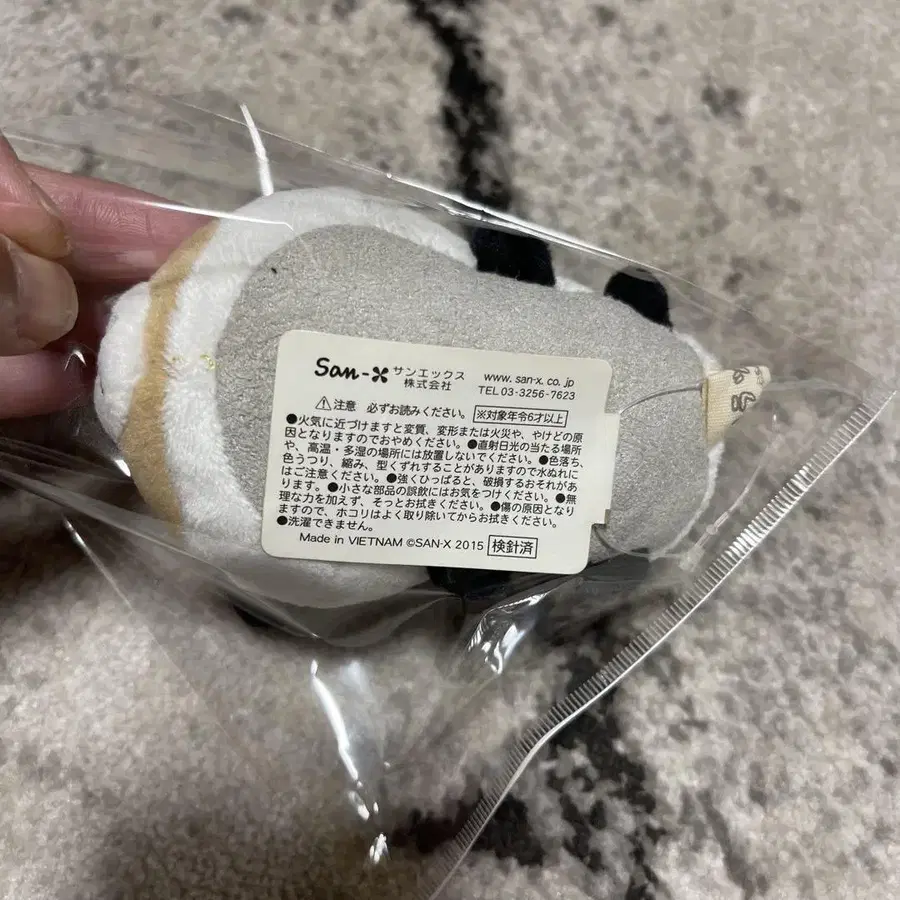 San-X サンエックス株式会社
www.san-x.co.jp
TEL 03-3256-7623
⚠注意 必ずお読みください。 ※対象年令6才以上
●火気に近づけますと変質、変形または火災や、やけどの原
因となりますのでおやめください。●直射日光の当たる場所
や、高温・多湿の場所には放置しないでください。●色落ち、
色うつり、縮み、型くずれすることがありますので水ぬれに
はご注意ください。●強くひっぱると、破損するおそれがあ
ります。●小さな部品の誤飲にはお気をつけください。●無
理な力を加えず、そっとお拭きください。●傷の原因となり
ますので、ホコリはよく取り除いてからお拭きください。
●洗濯できません。
Made in VIETNAM ©SAN-X 2015 検針済